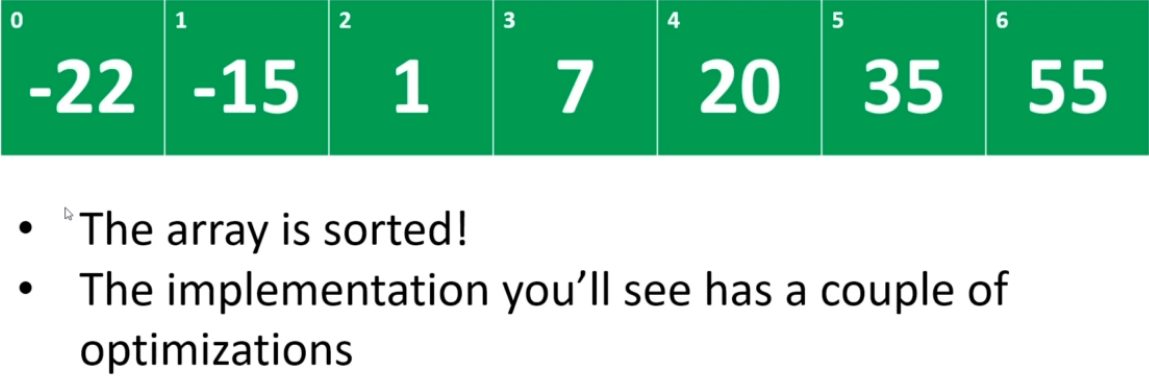 0 1 2 3 4 5 6
-22 -15 1 7 20 35 55
• The array is sorted!
• The implementation you’ll see has a couple of
optimizations